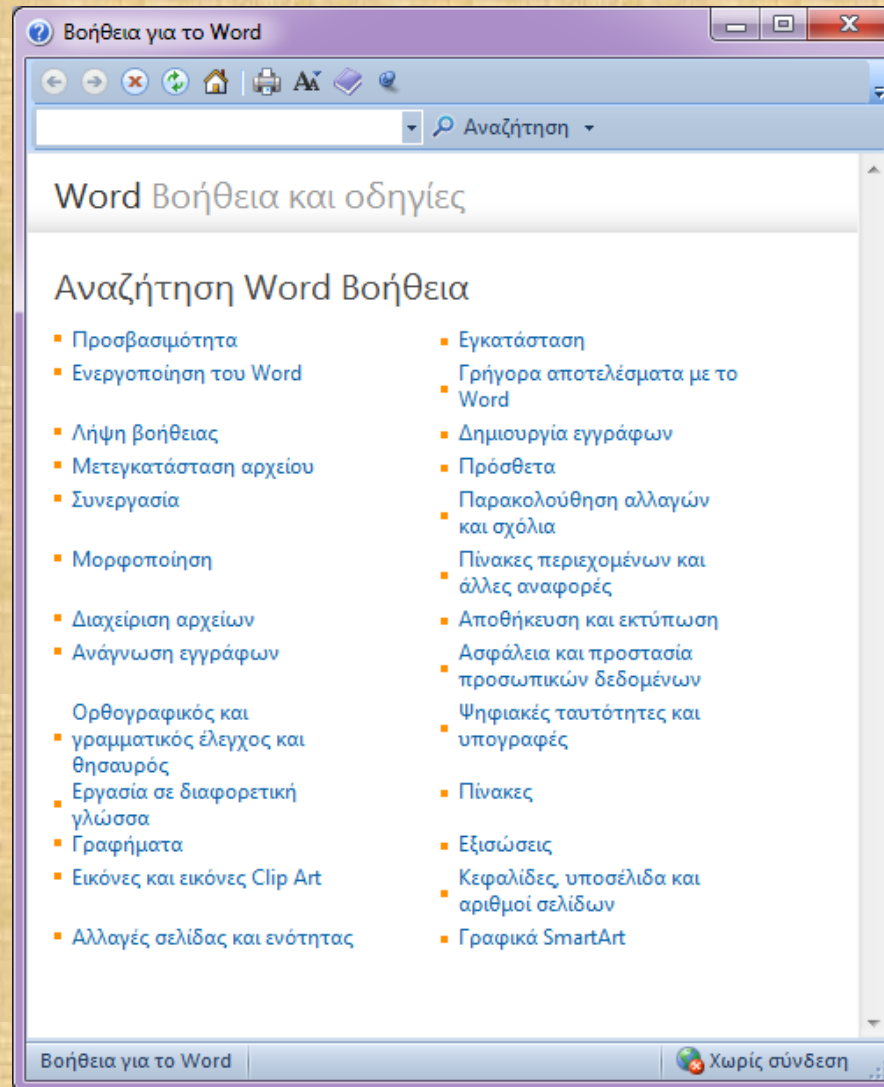 Βοήθεια για το Word
Αναζήτηση
Word Βοήθεια και οδηγίες
Αναζήτηση Word Βοήθεια
Προσβασιμότητα
Εγκατάσταση
Ενεργοποίηση του Word
Γρήγορα αποτελέσματα με το
Word
Λήψη βοήθειας
Δημιουργία εγγράφων
Μετεγκατάσταση αρχείου
Πρόσθετα
Συνεργασία
Παρακολούθηση αλλαγών
και σχόλια
Μορφοποίηση
Πίνακες περιεχομένων και
άλλες αναφορές
Διαχείριση αρχείων
Αποθήκευση και εκτύπωση
Ανάγνωση εγγράφων
Ασφάλεια και προστασία
προσωπικών δεδομένων
Ορθογραφικός και
γραμματικός έλεγχος και
θησαυρός
Ψηφιακές ταυτότητες και
υπογραφές
Εργασία σε διαφορετική
γλώσσα
Πίνακες
Γραφήματα
Εξισώσεις
Εικόνες και εικόνες Clip Art
Κεφαλίδες, υποσέλιδα και
αριθμοί σελίδων
Αλλαγές σελίδας και ενότητας
Γραφικά SmartArt
Βοήθεια για το Word
Χωρίς σύνδεση